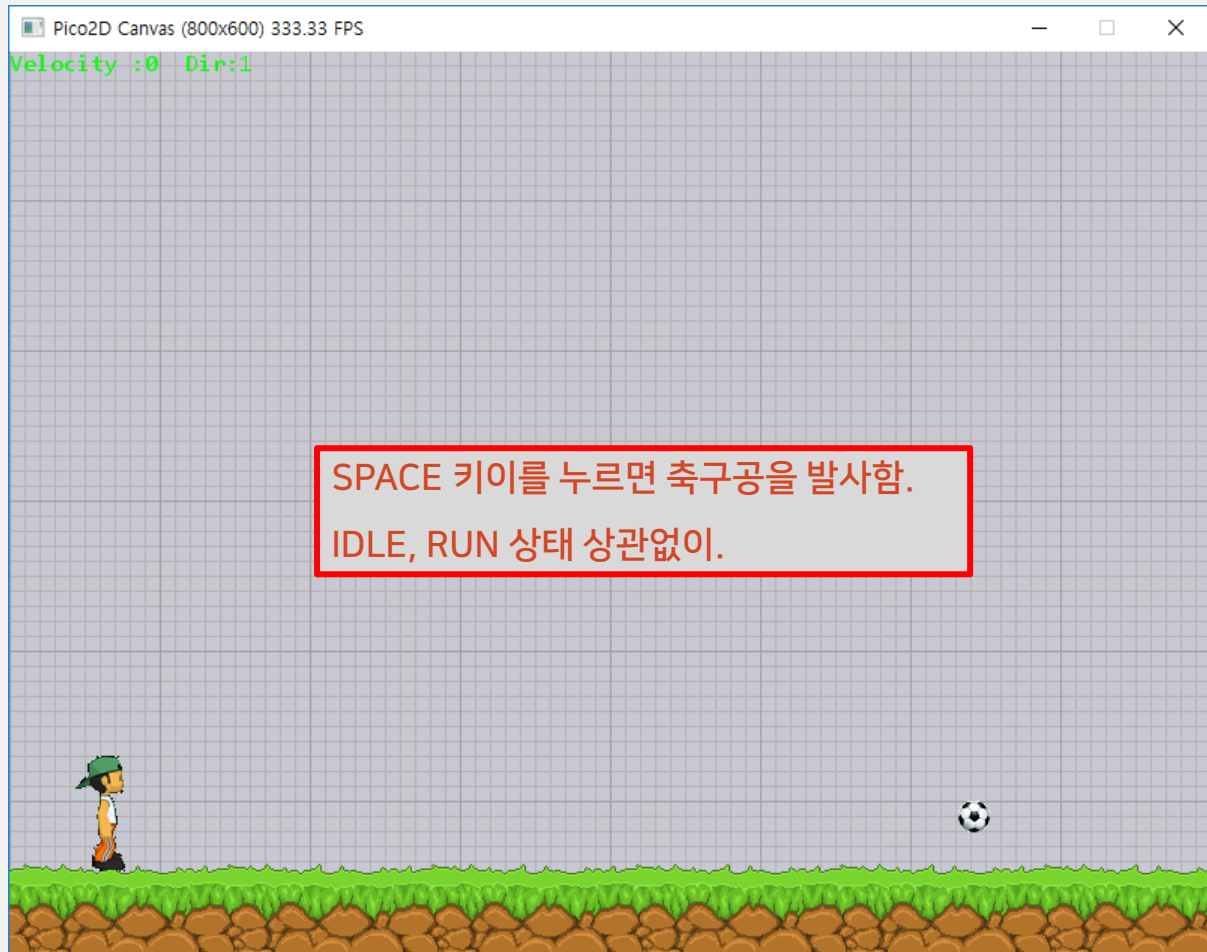 Pico2D Canvas (800x600) 333.33 FPS
Velocity :0  Dir:1
SPACE 키이를 누르면 축구공을 발사함.
IDLE, RUN 상태 상관없이.